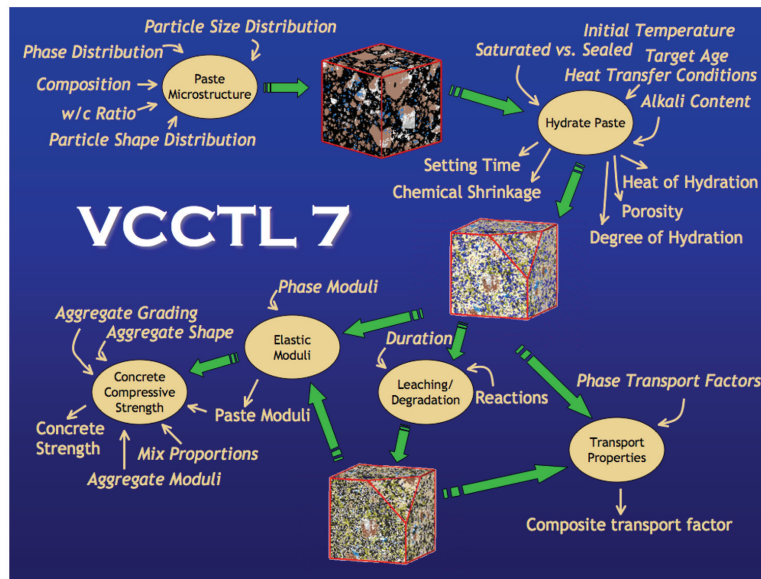 Particle Size Distribution
Phase Distribution
Composition
w/c Ratio
Particle Shape Distribution
Paste
Microstructure
Initial Temperature
Saturated vs. Sealed
Target Age
Heat Transfer Conditions
Alkali Content
Hydrate Paste
Setting Time
Chemical Shrinkage
Heat of Hydration
Porosity
Degree of Hydration
VCCTL 7
Phase Moduli
Aggregate Grading
Aggregate Shape
Elastic
Moduli
Duration
Concrete
Compressive
Strength
Leaching/
Degradation
Reactions
Phase Transport Factors
Paste Moduli
Concrete
Strength
Mix Proportions
Aggregate Moduli
Transport
Properties
Composite transport factor